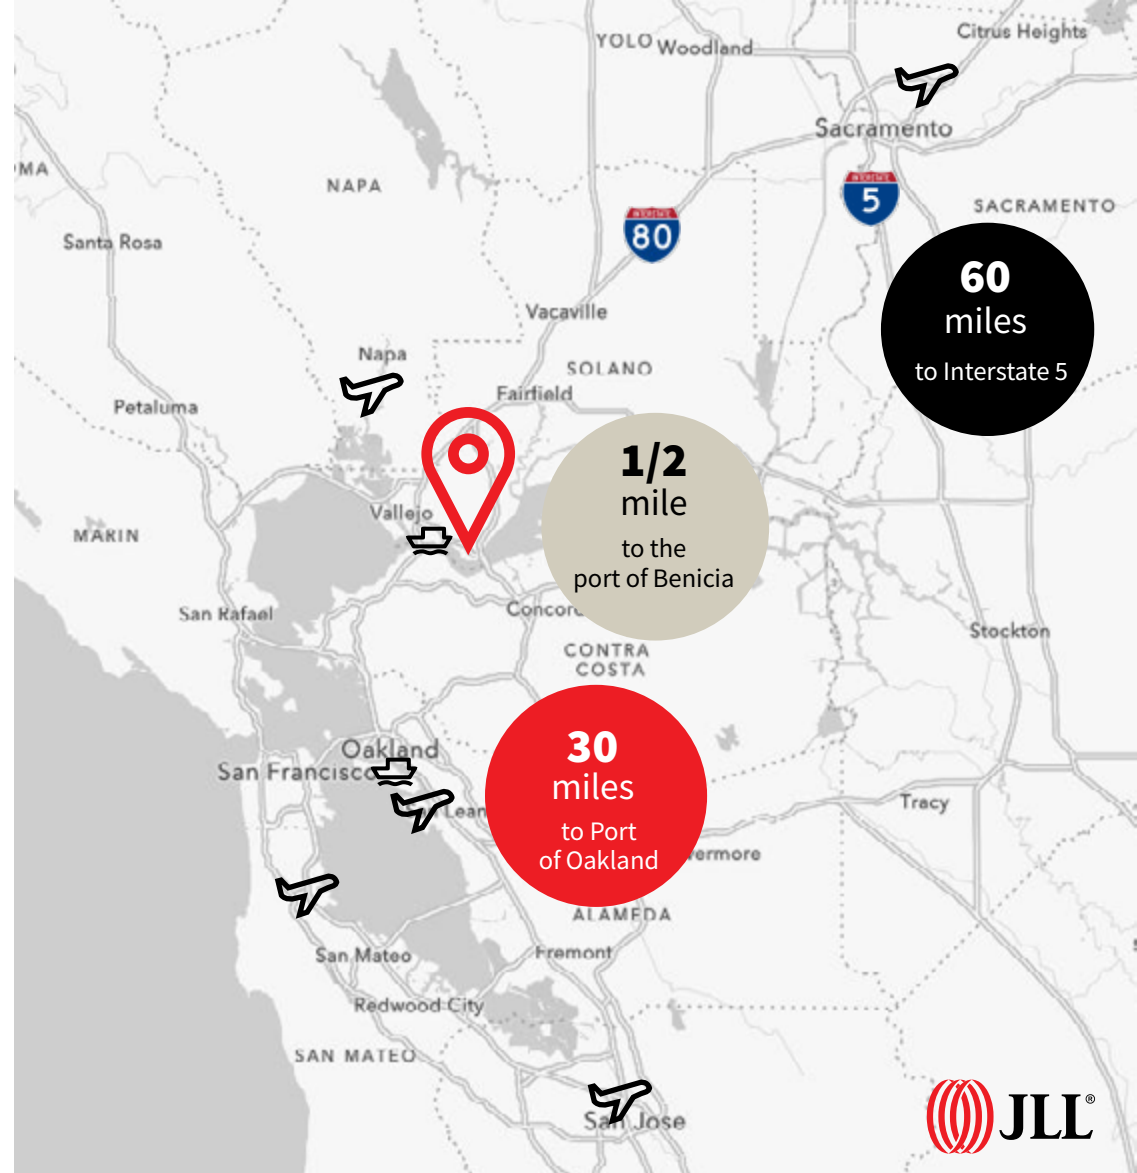 YOLO
Woodland
Citrus Heights
Sacramento
NAPA
INTERSTATE
5
SACRAMENTO
INTERSTATE
80
Santa Rosa
60
miles
to Interstate 5
Vacaville
Napa
SOLANO
Fairfield
Petaluma
1/2
mile
to the
port of Benicia
Vallejo
MARIN
San Rafael
Stockton
CONTRA
COSTA
30
miles
to Port
of Oakland
Oakland
San Francisco
Tracy
ALAMEDA
San Mateo
Fremont
Redwood City
SAN MATEO
San Jose
JLL®